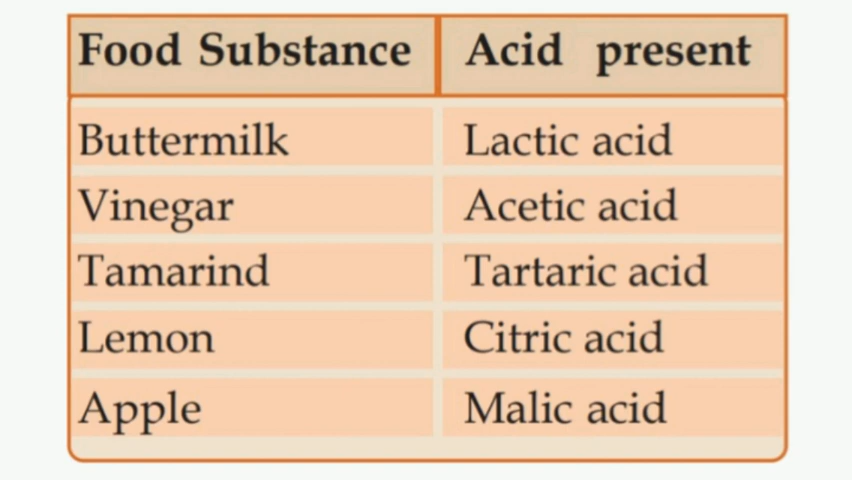 Food Substance Acid present
Buttermilk Lactic acid
Vinegar Acetic acid
Tamarind Tartaric acid
Lemon Citric acid
Apple Malic acid